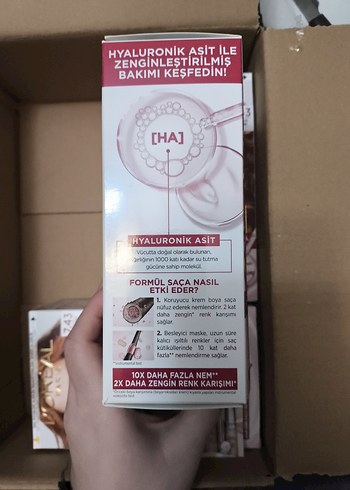 HYALURONİK ASİT İLE
ZENGİNLEŞTİRİLMİŞ
BAKIMI KEŞFEDİN!
[HA]
HYALURONİK ASİT
Vücutta doğal olarak bulunan,
ağırlığının 1000 katı kadar su tutma
gücüne sahip molekül.
FORMÜL SAÇA NASIL
ETKİ EDER?
1. Koruyucu krem boya saça
nüfuz ederek nemlendirir. 2 kat
daha zengin* renk karışımı
sağlar.
2. Besleyici maske, uzun süre
kalıcı ışıltılı renkler için saç
kütiküllerinde 10 kat daha
fazla** nemlendirme sağlar.
10X DAHA FAZLA NEM**
2X DAHA ZENGİN RENK KARIŞIMI*